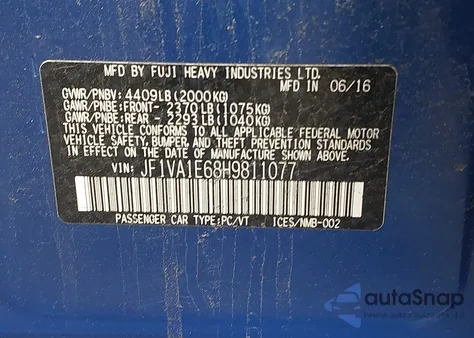 MFD BY FUJI HEAVY INDUSTRIES LTD.
GVWR/PNBV: 4409LB(2000KG) MFD IN 06/16
GAWR/PNBE:FRONT- 2370LB(1075KG)
GAWR/PNBE:REAR - 2293LB(1040KG)
THIS VEHICLE CONFORMS TO ALL APPLICABLE FEDERAL MOTOR
VEHICLE SAFETY, BUMPER, AND THEFT PREVENTION STANDARDS
IN EFFECT ON THE DATE OF MANUFACTURE SHOWN ABOVE.
VIN: JF1VA1E68H9811077
PASSENGER CAR TYPE:PC/VT ICES/NMB-002
autoSnap